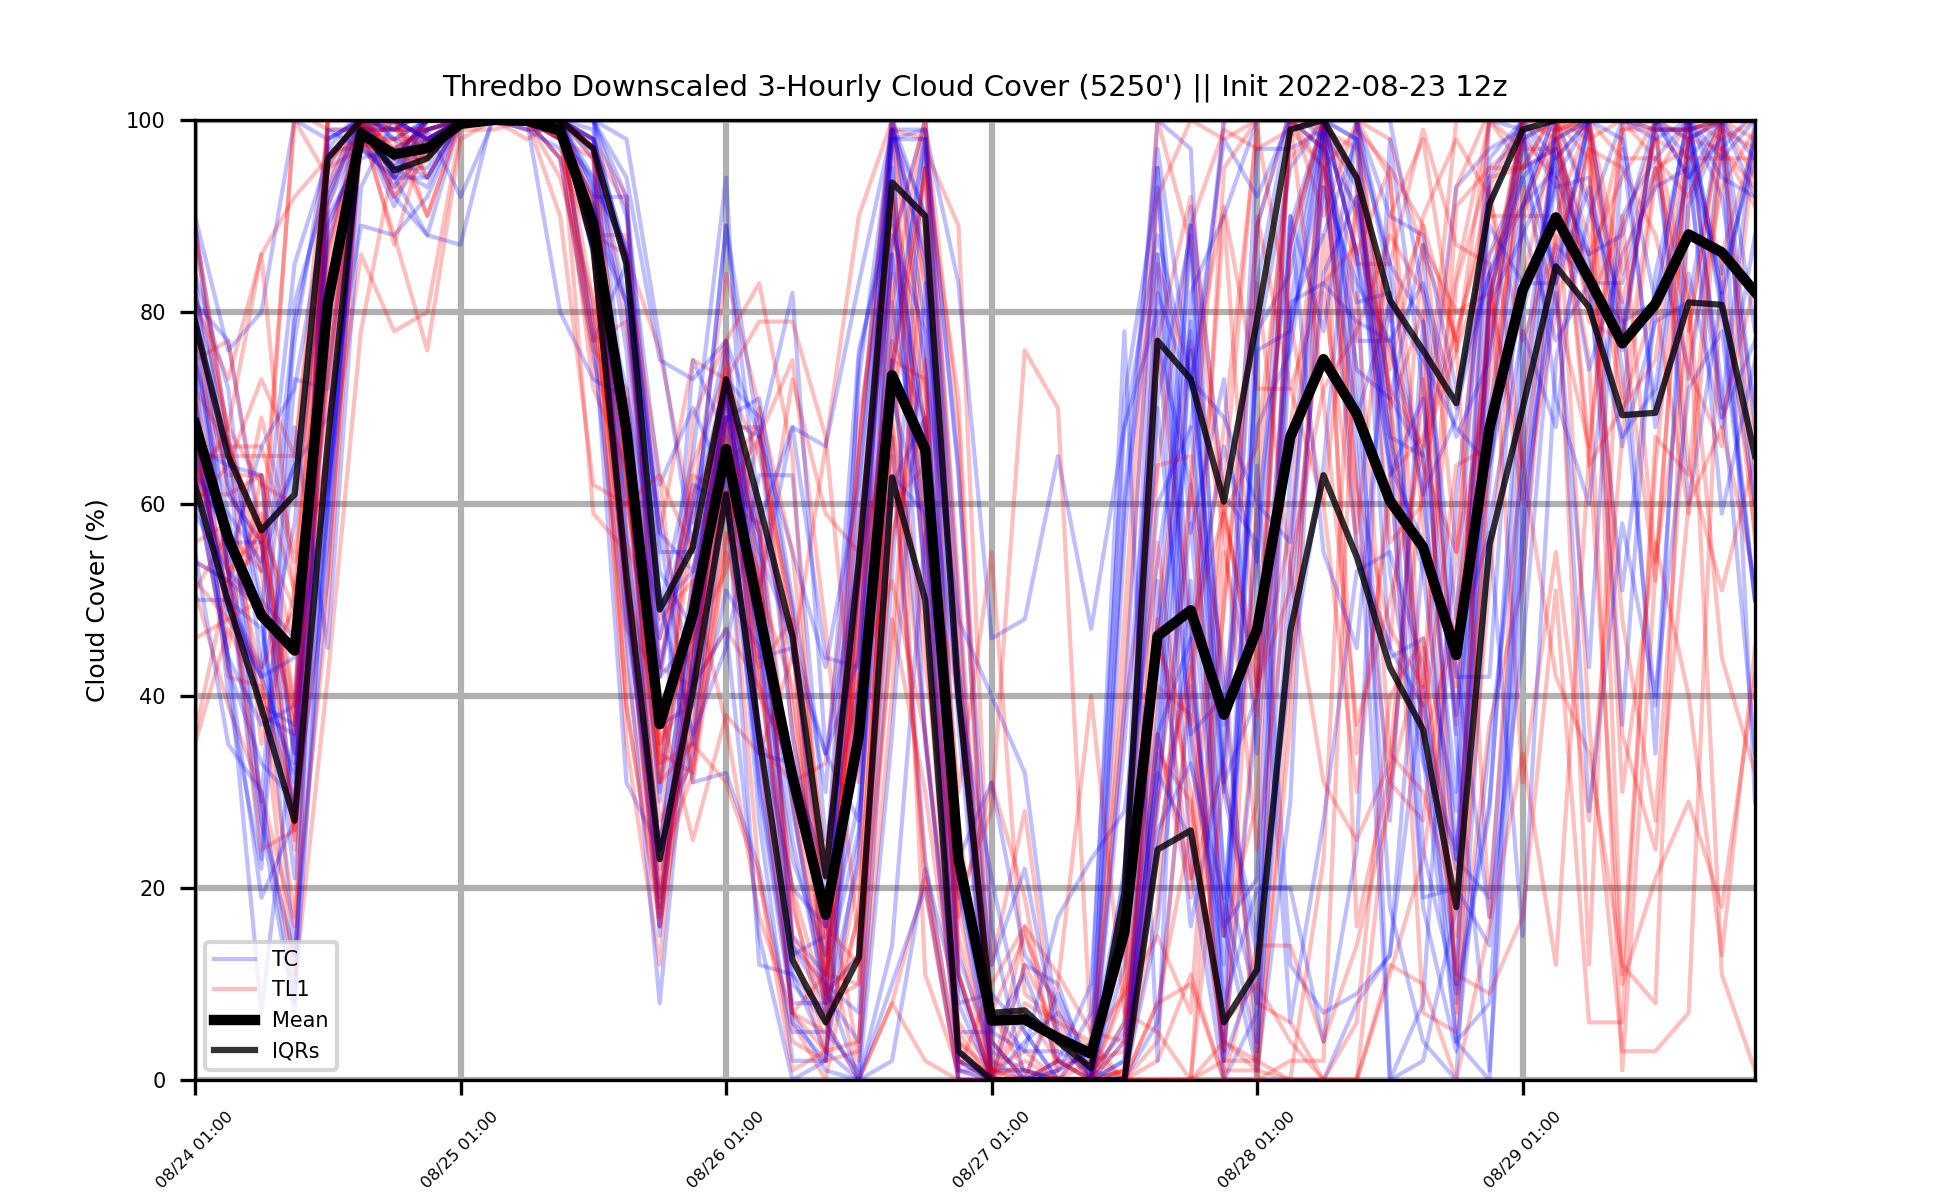 Thredbo Downscaled 3-Hourly Cloud Cover (5250') || Init 2022-08-23 12z
Cloud Cover (%)
100
80
60
40
20
0
TC
TL1
Mean
IQRs
08/24 01:00
08/25 01:00
08/26 01:00
08/27 01:00
08/28 01:00
08/29 01:00